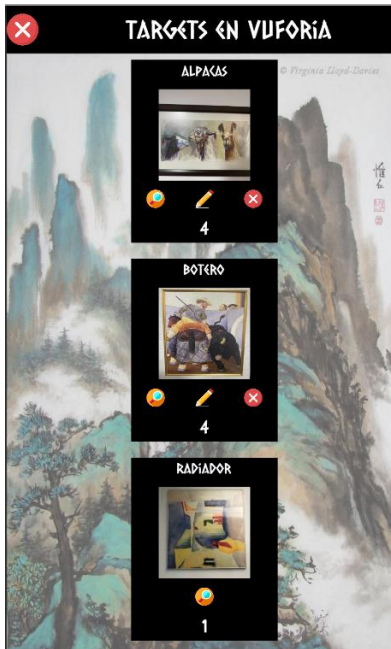 TARGETS EN VUFORIA
ALPACAS
© Virginia Lloyd-Davies
4
BOTERO
4
RADIADOR
1